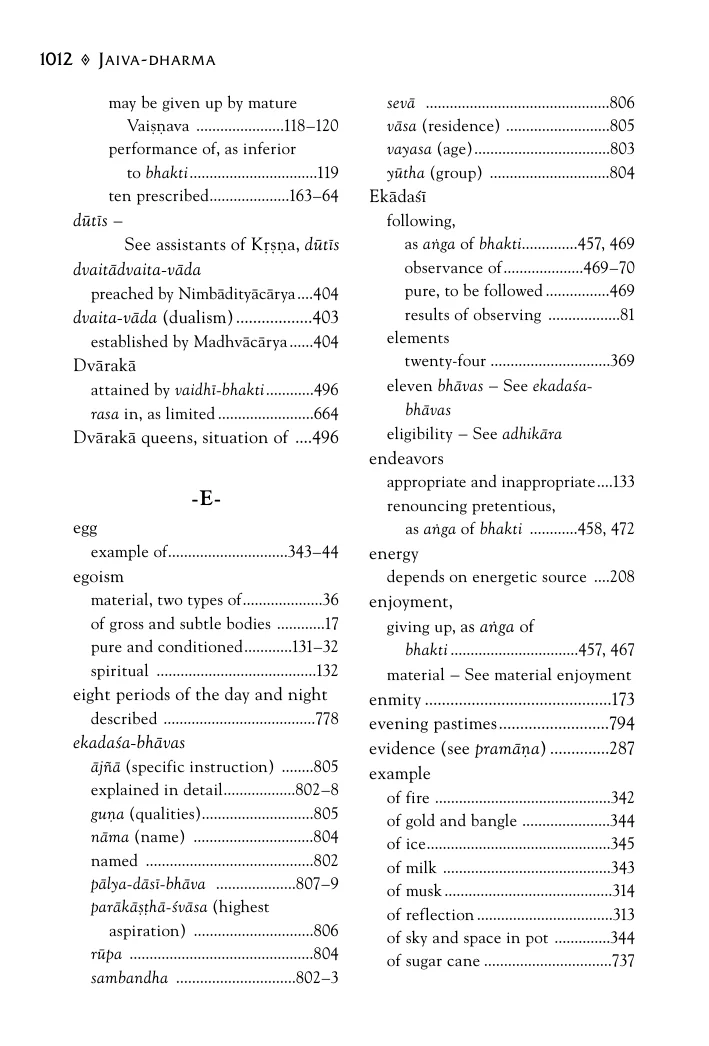 1012 ◈ JAIVA-DHARMA
may be given up by mature
Vaiṣṇava ......................118–120
performance of, as inferior
to bhakti................................119
ten prescribed....................163–64
dūtīs –
See assistants of Kṛṣṇa, dūtīs
dvaitādvaita-vāda
preached by Nimbādityācārya....404
dvaita-vāda (dualism)..................403
established by Madhvācārya......404
Dvārakā
attained by vaidhī-bhakti............496
rasa in, as limited........................664
Dvārakā queens, situation of ....496
-E-
egg
example of..............................343–44
egoism
material, two types of....................36
of gross and subtle bodies ............17
pure and conditioned............131–32
spiritual ........................................132
eight periods of the day and night
described ......................................778
ekadaśa-bhāvas
ājñā (specific instruction) ........805
explained in detail..................802–8
guṇa (qualities)............................805
nāma (name) ..............................804
named ..........................................802
pālya-dāsī-bhāva ....................807–9
parākāṣṭhā-śvāsa (highest
aspiration) ..............................806
rūpa ..............................................804
sambandha ..............................802–3
sevā ..............................................806
vāsa (residence) ..........................805
vayasa (age)..................................803
yūtha (group) ..............................804
Ekādaśī
following,
as aṅga of bhakti..............457, 469
observance of....................469–70
pure, to be followed................469
results of observing ..................81
elements
twenty-four ..............................369
eleven bhāvas – See ekadaśa-
bhāvas
eligibility – See adhikāra
endeavors
appropriate and inappropriate....133
renouncing pretentious,
as aṅga of bhakti ............458, 472
energy
depends on energetic source ....208
enjoyment,
giving up, as aṅga of
bhakti................................457, 467
material – See material enjoyment
enmity..........................................173
evening pastimes..........................794
evidence (see pramāṇa)..............287
example
of fire ............................................342
of gold and bangle ......................344
of ice..............................................345
of milk ..........................................343
of musk..........................................314
of reflection..................................313
of sky and space in pot ..............344
of sugar cane................................737